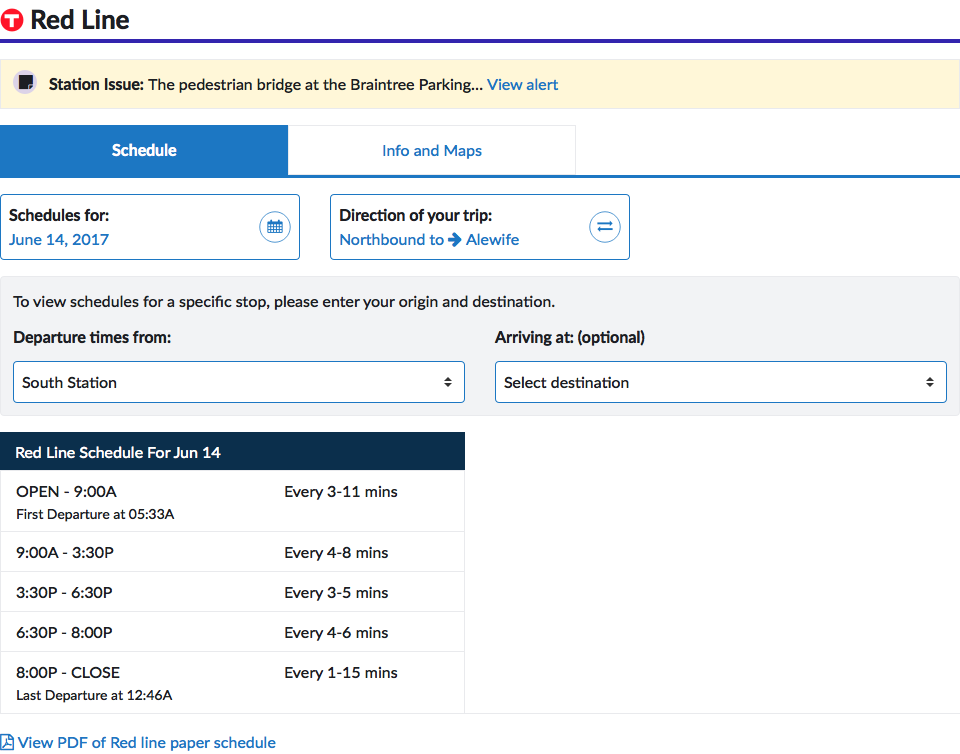 T Red Line
Station Issue: The pedestrian bridge at the Braintree Parking... View alert
Schedule Info and Maps
Schedules for:
June 14, 2017
Direction of your trip:
Northbound to → Alewife
To view schedules for a specific stop, please enter your origin and destination.
Departure times from:
South Station
Arriving at: (optional)
Select destination
Red Line Schedule For Jun 14
OPEN - 9:00A Every 3-11 mins
First Departure at 05:33A
9:00A - 3:30P Every 4-8 mins
3:30P - 6:30P Every 3-5 mins
6:30P - 8:00P Every 4-6 mins
8:00P - CLOSE Every 1-15 mins
Last Departure at 12:46A
View PDF of Red line paper schedule